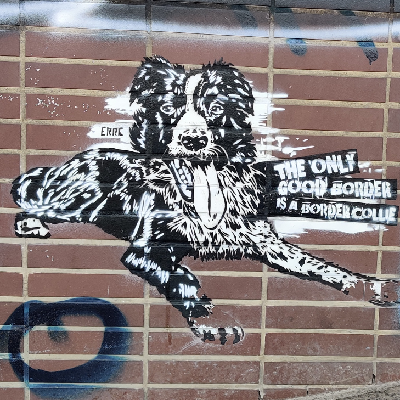 ERRE
THE ONLY
GOOD BORDER
IS A BORDER COLLIE